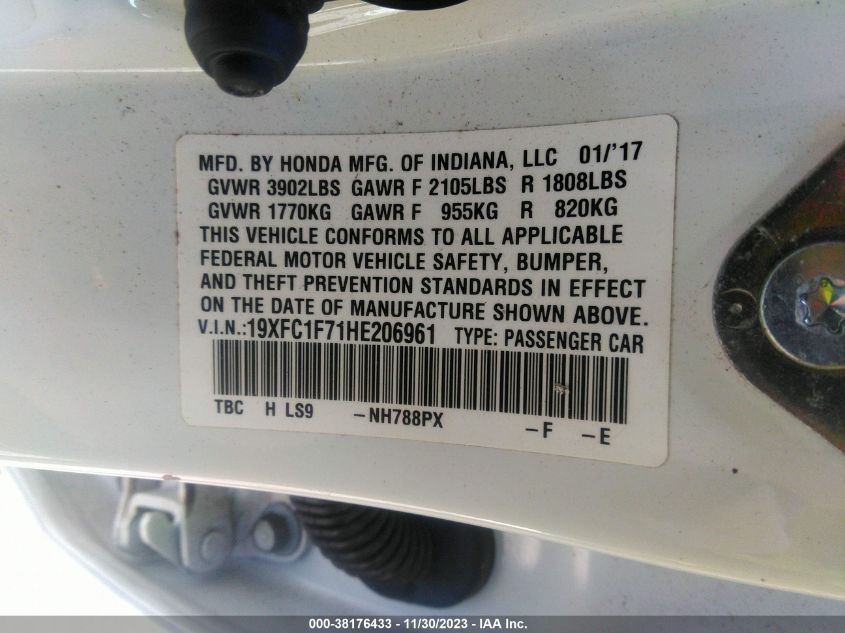 MFD. BY HONDA MFG. OF INDIANA, LLC 01/'17
GVWR 3902LBS GAWR F 2105LBS R 1808LBS
GVWR 1770KG GAWR F 955KG R 820KG
THIS VEHICLE CONFORMS TO ALL APPLICABLE
FEDERAL MOTOR VEHICLE SAFETY, BUMPER,
AND THEFT PREVENTION STANDARDS IN EFFECT
ON THE DATE OF MANUFACTURE SHOWN ABOVE.
V.I.N.:19XFC1F71HE206961 TYPE: PASSENGER CAR
TBC H LS9 -NH788PX -F -E
000-38176433 - 11/30/2023 - IAA Inc.